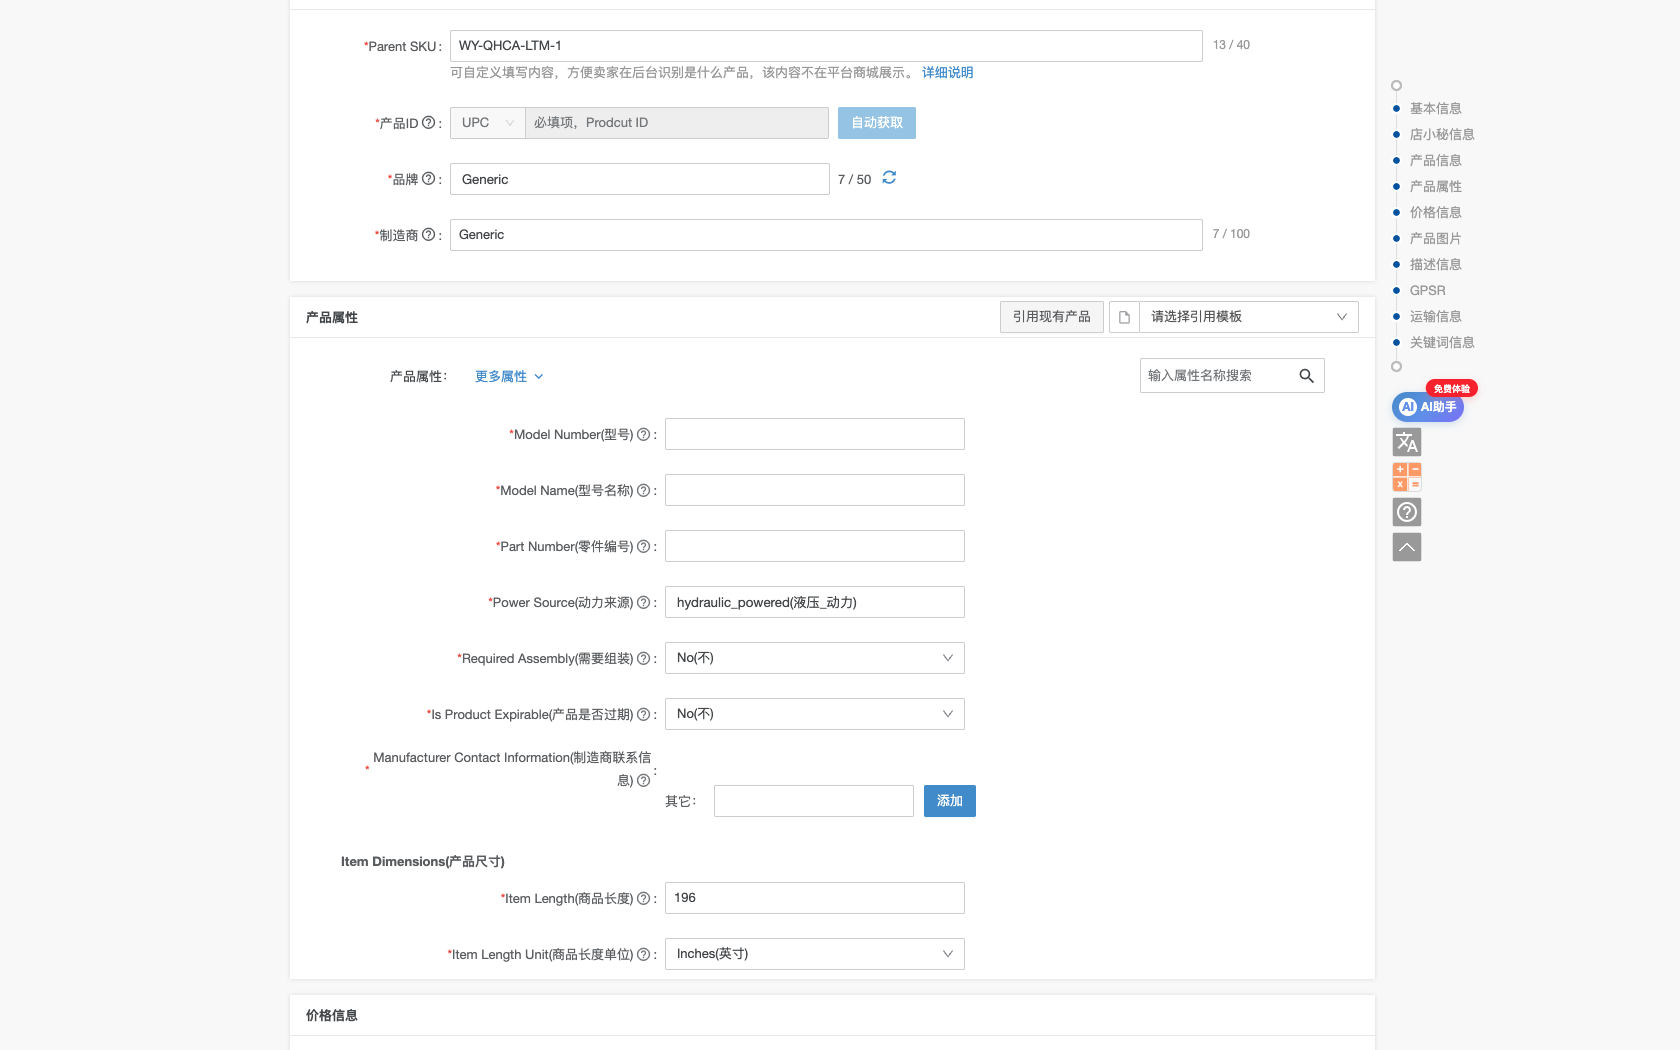 *Parent SKU: WY-QHCA-LTM-1 13 / 40
可自定义填写内容，方便卖家在后台识别是什么产品，该内容不在平台商城展示。 详细说明
*产品ID ? : UPC 必填项，Prodcut ID 自动获取
*品牌 ? : Generic 7 / 50
*制造商 ? : Generic 7 / 100
产品属性 引用现有产品 请选择引用模板
产品属性: 更多属性 输入属性名称搜索
*Model Number(型号) ? :
*Model Name(型号名称) ? :
*Part Number(零件编号) ? :
*Power Source(动力来源) ? : hydraulic_powered(液压_动力)
*Required Assembly(需要组装) ? : No(不)
*Is Product Expirable(产品是否过期) ? : No(不)
* Manufacturer Contact Information(制造商联系信
息) ? :
其它: 添加
Item Dimensions(产品尺寸)
*Item Length(商品长度) ? : 196
*Item Length Unit(商品长度单位) ? : Inches(英寸)
价格信息
基本信息
店小秘信息
产品信息
产品属性
价格信息
产品图片
描述信息
GPSR
运输信息
关键词信息
免费体验
AI AI助手
文A
+ −
x =
?